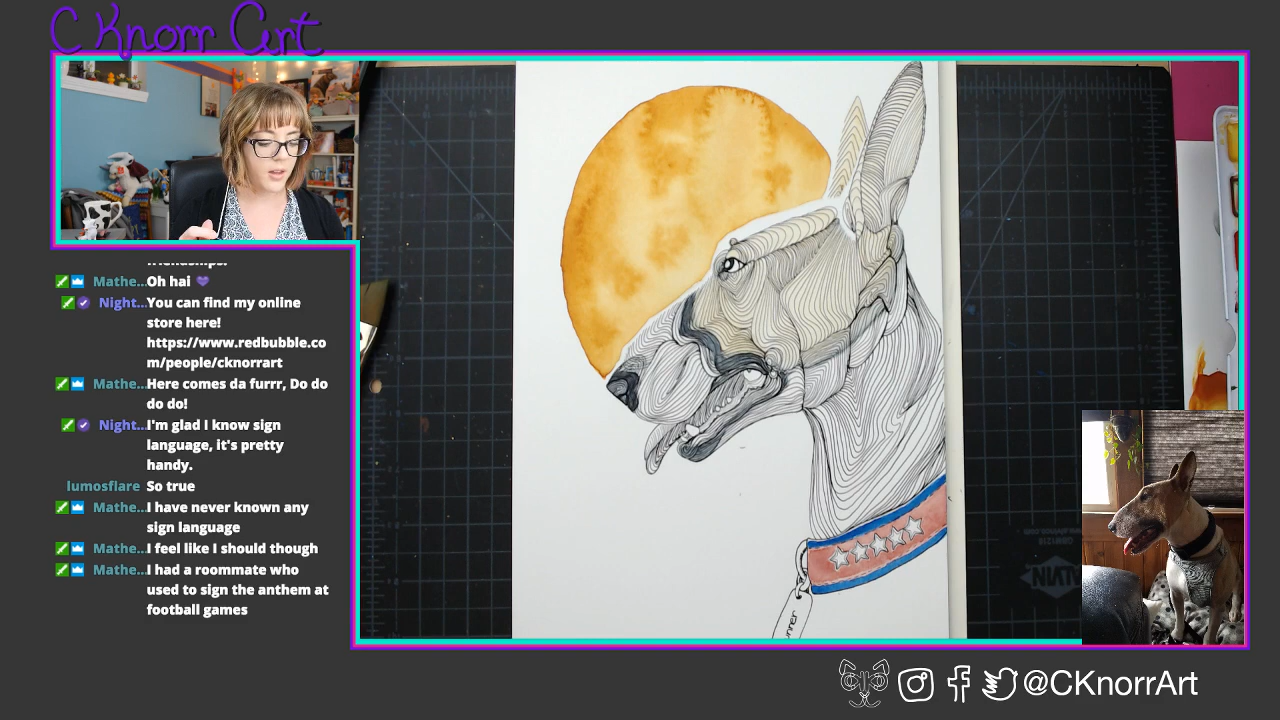 C Knorr Art
friendships!
Mathe...Oh hai 💜
Night...You can find my online
store here!
https://www.redbubble.co
m/people/cknorrart
Mathe...Here comes da furrr, Do do
do do!
Night...I'm glad I know sign
language, it's pretty
handy.
lumosflare So true
Mathe...I have never known any
sign language
Mathe...I feel like I should though
Mathe...I had a roommate who
used to sign the anthem at
football games
@CKnorrArt